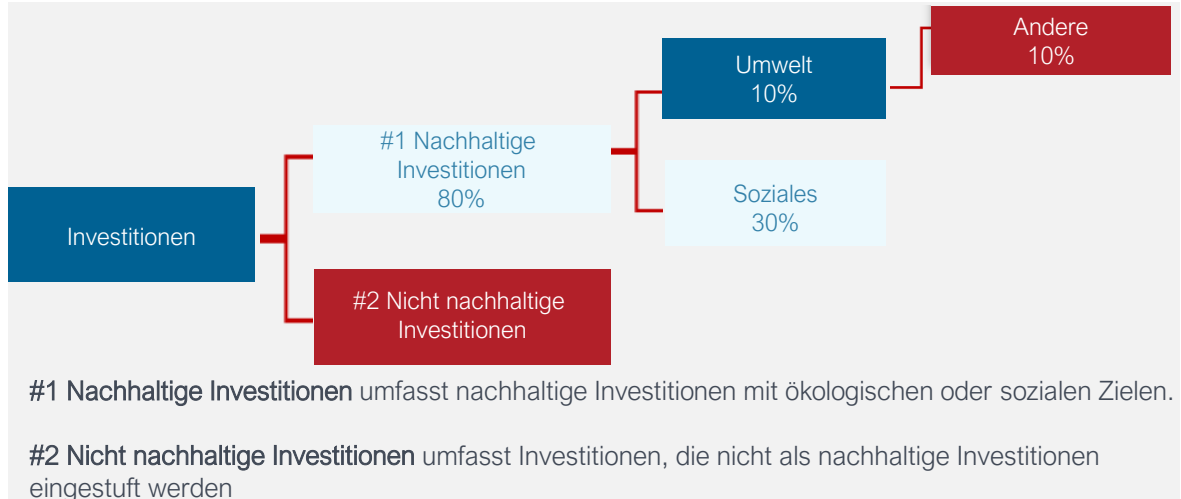 Andere
10%
Umwelt
10%
#1 Nachhaltige
Investitionen
80%
Soziales
30%
Investitionen
#2 Nicht nachhaltige
Investitionen
#1 Nachhaltige Investitionen umfasst nachhaltige Investitionen mit ökologischen oder sozialen Zielen.
#2 Nicht nachhaltige Investitionen umfasst Investitionen, die nicht als nachhaltige Investitionen
eingestuft werden